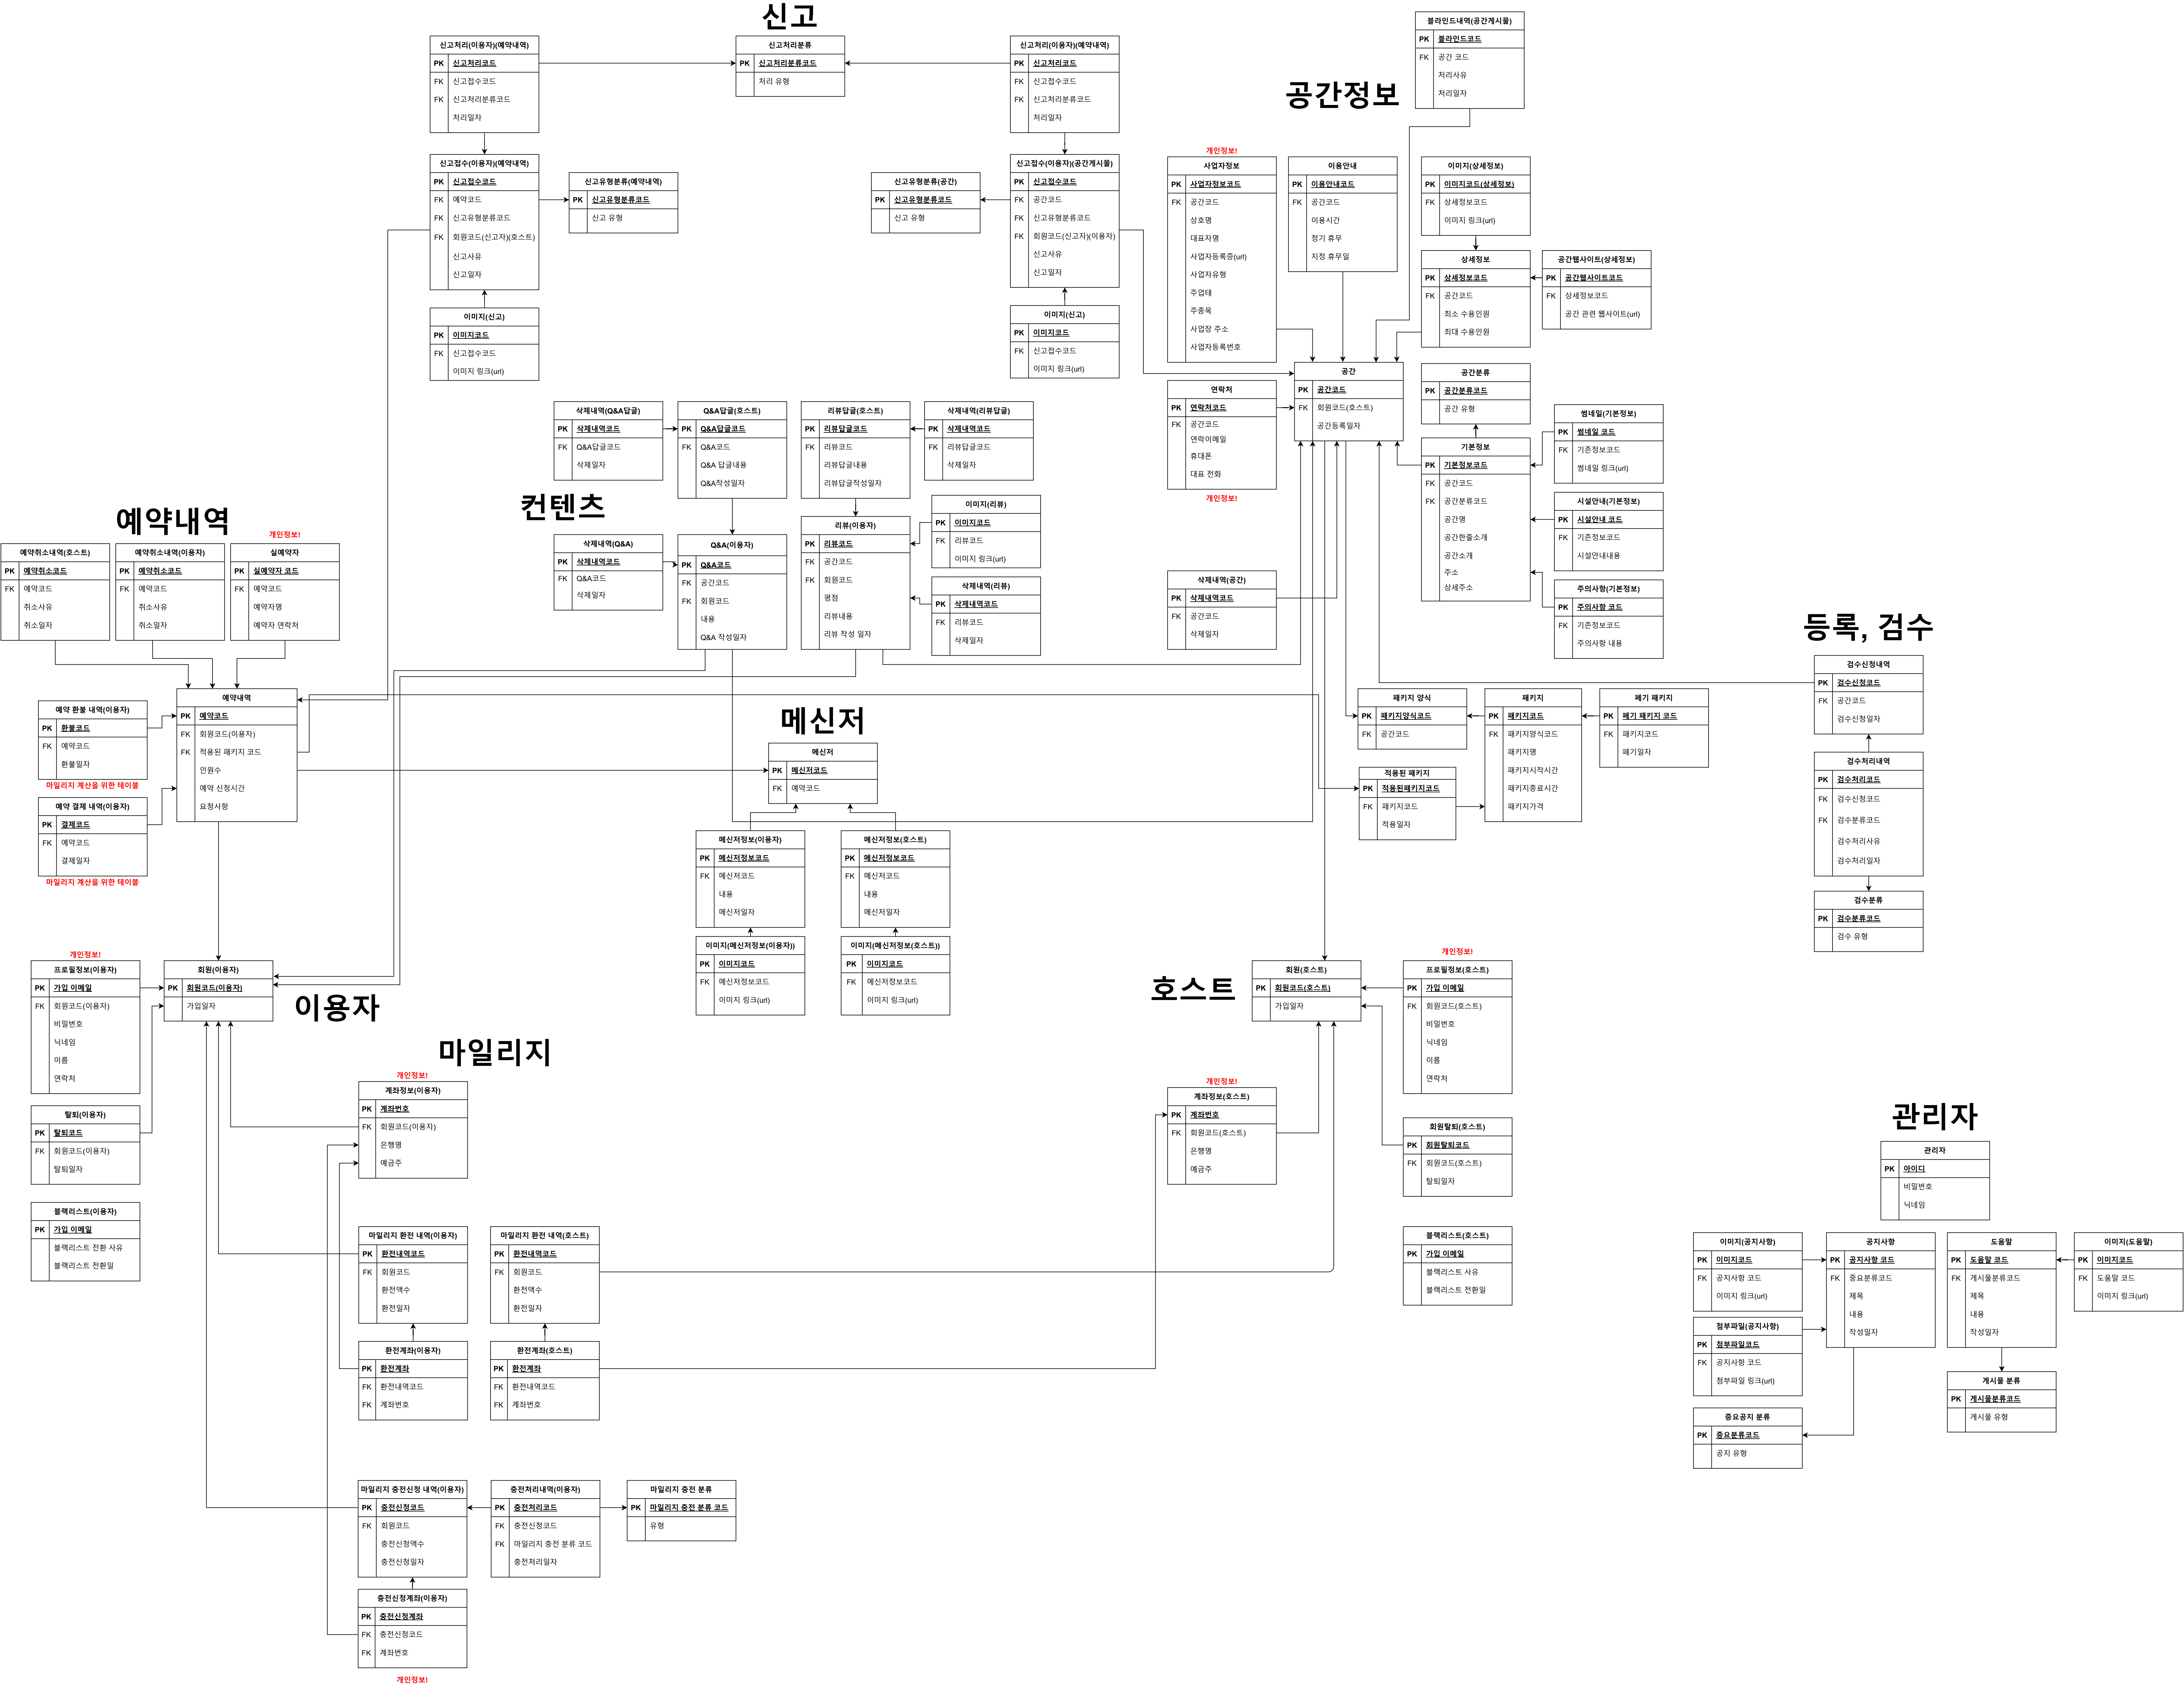 신고
신고처리(이용자)(예약내역)
PK 신고처리코드
FK 신고접수코드
FK 신고처리분류코드
처리일자
신고처리분류
PK 신고처리분류코드
처리 유형
신고처리(이용자)(예약내역)
PK 신고처리코드
FK 신고접수코드
FK 신고처리분류코드
처리일자
신고접수(이용자)(예약내역)
PK 신고접수코드
FK 예약코드
FK 신고유형분류코드
FK 회원코드(신고자)(호스트)
신고사유
신고일자
신고유형분류(예약내역)
PK 신고유형분류코드
신고 유형
신고유형분류(공간)
PK 신고유형분류코드
신고 유형
신고접수(이용자)(공간게시물)
PK 신고접수코드
FK 공간코드
FK 신고유형분류코드
FK 회원코드(신고자)(이용자)
신고사유
신고일자
이미지(신고)
PK 이미지코드
FK 신고접수코드
이미지 링크(url)
이미지(신고)
PK 이미지코드
FK 신고접수코드
이미지 링크(url)
공간정보
블라인드내역(공간게시물)
PK 블라인드코드
FK 공간 코드
처리사유
처리일자
개인정보!
사업자정보
PK 사업자정보코드
FK 공간코드
상호명
대표자명
사업자등록증(url)
사업자유형
주업태
주종목
사업장 주소
사업자등록번호
이용안내
PK 이용안내코드
FK 공간코드
이용시간
정기 휴무
지정 휴무일
이미지(상세정보)
PK 이미지코드(상세정보)
FK 상세정보코드
이미지 링크(url)
상세정보
PK 상세정보코드
FK 공간코드
최소 수용인원
최대 수용인원
공간웹사이트(상세정보)
PK 공간웹사이트코드
FK 상세정보코드
공간 관련 웹사이트(url)
공간
PK 공간코드
FK 회원코드(호스트)
공간등록일자
연락처
PK 연락처코드
FK 공간코드
연락이메일
휴대폰
대표 전화
개인정보!
공간분류
PK 공간분류코드
공간 유형
기본정보
PK 기본정보코드
FK 공간코드
FK 공간분류코드
공간명
공간한줄소개
공간소개
주소
상세주소
썸네일(기본정보)
PK 썸네일 코드
FK 기존정보코드
썸네일 링크(url)
시설안내(기본정보)
PK 시설안내 코드
FK 기존정보코드
시설안내내용
주의사항(기본정보)
PK 주의사항 코드
FK 기존정보코드
주의사항 내용
삭제내역(공간)
PK 삭제내역코드
FK 공간코드
삭제일자
컨텐츠
삭제내역(Q&A답글)
PK 삭제내역코드
FK Q&A답글코드
삭제일자
Q&A답글(호스트)
PK Q&A답글코드
FK Q&A코드
Q&A 답글내용
Q&A작성일자
리뷰답글(호스트)
PK 리뷰답글코드
FK 리뷰코드
리뷰답글내용
리뷰답글작성일자
삭제내역(리뷰답글)
PK 삭제내역코드
FK 리뷰답글코드
삭제일자
삭제내역(Q&A)
PK 삭제내역코드
FK Q&A코드
삭제일자
Q&A(이용자)
PK Q&A코드
FK 공간코드
FK 회원코드
내용
Q&A 작성일자
리뷰(이용자)
PK 리뷰코드
FK 공간코드
FK 회원코드
평점
리뷰내용
리뷰 작성 일자
이미지(리뷰)
PK 이미지코드
FK 리뷰코드
이미지 링크(url)
삭제내역(리뷰)
PK 삭제내역코드
FK 리뷰코드
삭제일자
예약내역
예약취소내역(호스트)
PK 예약취소코드
FK 예약코드
취소사유
취소일자
예약취소내역(이용자)
PK 예약취소코드
FK 예약코드
취소사유
취소일자
개인정보!
실예약자
PK 실예약자 코드
FK 예약코드
예약자명
예약자 연락처
예약 환불 내역(이용자)
PK 환불코드
FK 예약코드
환불일자
마일리지 계산을 위한 테이블
예약 결제 내역(이용자)
PK 결제코드
FK 예약코드
결제일자
마일리지 계산을 위한 테이블
예약내역
PK 예약코드
FK 회원코드(이용자)
FK 적용된 패키지 코드
인원수
예약 신청시간
요청사항
메신저
메신저
PK 메신저코드
FK 예약코드
메신저정보(이용자)
PK 메신저정보코드
FK 메신저코드
내용
메신저일자
메신저정보(호스트)
PK 메신저정보코드
FK 메신저코드
내용
메신저일자
이미지(메신저정보(이용자))
PK 이미지코드
FK 메신저정보코드
이미지 링크(url)
이미지(메신저정보(호스트))
PK 이미지코드
FK 메신저정보코드
이미지 링크(url)
패키지 양식
PK 패키지양식코드
FK 공간코드
패키지
PK 패키지코드
FK 패키지양식코드
패키지명
패키지시작시간
패키지종료시간
패키지가격
폐기 패키지
PK 폐기 패키지 코드
FK 패키지코드
폐기일자
적용된 패키지
PK 적용된패키지코드
FK 패키지코드
적용일자
등록, 검수
검수신청내역
PK 검수신청코드
FK 공간코드
검수신청일자
검수처리내역
PK 검수처리코드
FK 검수신청코드
FK 검수분류코드
검수처리사유
검수처리일자
검수분류
PK 검수분류코드
검수 유형
이용자
개인정보!
프로필정보(이용자)
PK 가입 이메일
FK 회원코드(이용자)
비밀번호
닉네임
이름
연락처
회원(이용자)
PK 회원코드(이용자)
가입일자
탈퇴(이용자)
PK 탈퇴코드
FK 회원코드(이용자)
탈퇴일자
블랙리스트(이용자)
PK 가입 이메일
블랙리스트 전환 사유
블랙리스트 전환일
호스트
회원(호스트)
PK 회원코드(호스트)
가입일자
개인정보!
프로필정보(호스트)
PK 가입 이메일
FK 회원코드(호스트)
비밀번호
닉네임
이름
연락처
회원탈퇴(호스트)
PK 회원탈퇴코드
FK 회원코드(호스트)
탈퇴일자
블랙리스트(호스트)
PK 가입 이메일
블랙리스트 사유
블랙리스트 전환일
개인정보!
계좌정보(호스트)
PK 계좌번호
FK 회원코드(호스트)
은행명
예금주
마일리지
개인정보!
계좌정보(이용자)
PK 계좌번호
FK 회원코드(이용자)
은행명
예금주
마일리지 환전 내역(이용자)
PK 환전내역코드
FK 회원코드
환전액수
환전일자
마일리지 환전 내역(호스트)
PK 환전내역코드
FK 회원코드
환전액수
환전일자
환전계좌(이용자)
PK 환전계좌
FK 환전내역코드
FK 계좌번호
환전계좌(호스트)
PK 환전계좌
FK 환전내역코드
FK 계좌번호
마일리지 충전신청 내역(이용자)
PK 충전신청코드
FK 회원코드
충전신청액수
충전신청일자
충전처리내역(이용자)
PK 충전처리코드
FK 충전신청코드
FK 마일리지 충전 분류 코드
충전처리일자
마일리지 충전 분류
PK 마일리지 충전 분류 코드
유형
충전신청계좌(이용자)
PK 충전신청계좌
FK 충전신청코드
FK 계좌번호
개인정보!
관리자
관리자
PK 아이디
비밀번호
닉네임
이미지(공지사항)
PK 이미지코드
FK 공지사항 코드
이미지 링크(url)
공지사항
PK 공지사항 코드
FK 중요분류코드
제목
내용
작성일자
도움말
PK 도움말 코드
FK 게시물분류코드
제목
내용
작성일자
이미지(도움말)
PK 이미지코드
FK 도움말 코드
이미지 링크(url)
첨부파일(공지사항)
PK 첨부파일코드
FK 공지사항 코드
첨부파일 링크(url)
중요공지 분류
PK 중요분류코드
공지 유형
게시물 분류
PK 게시물분류코드
게시물 유형